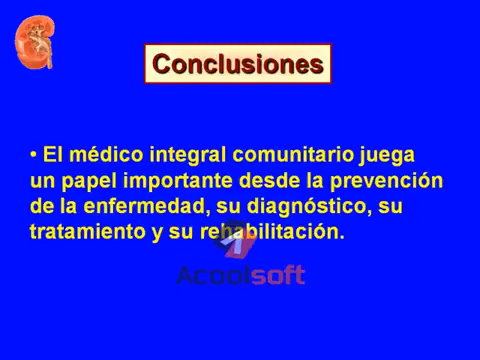 Conclusiones
• El médico integral comunitario juega
un papel importante desde la prevención
de la enfermedad, su diagnóstico, su
tratamiento y su rehabilitación.
Acoolsoft